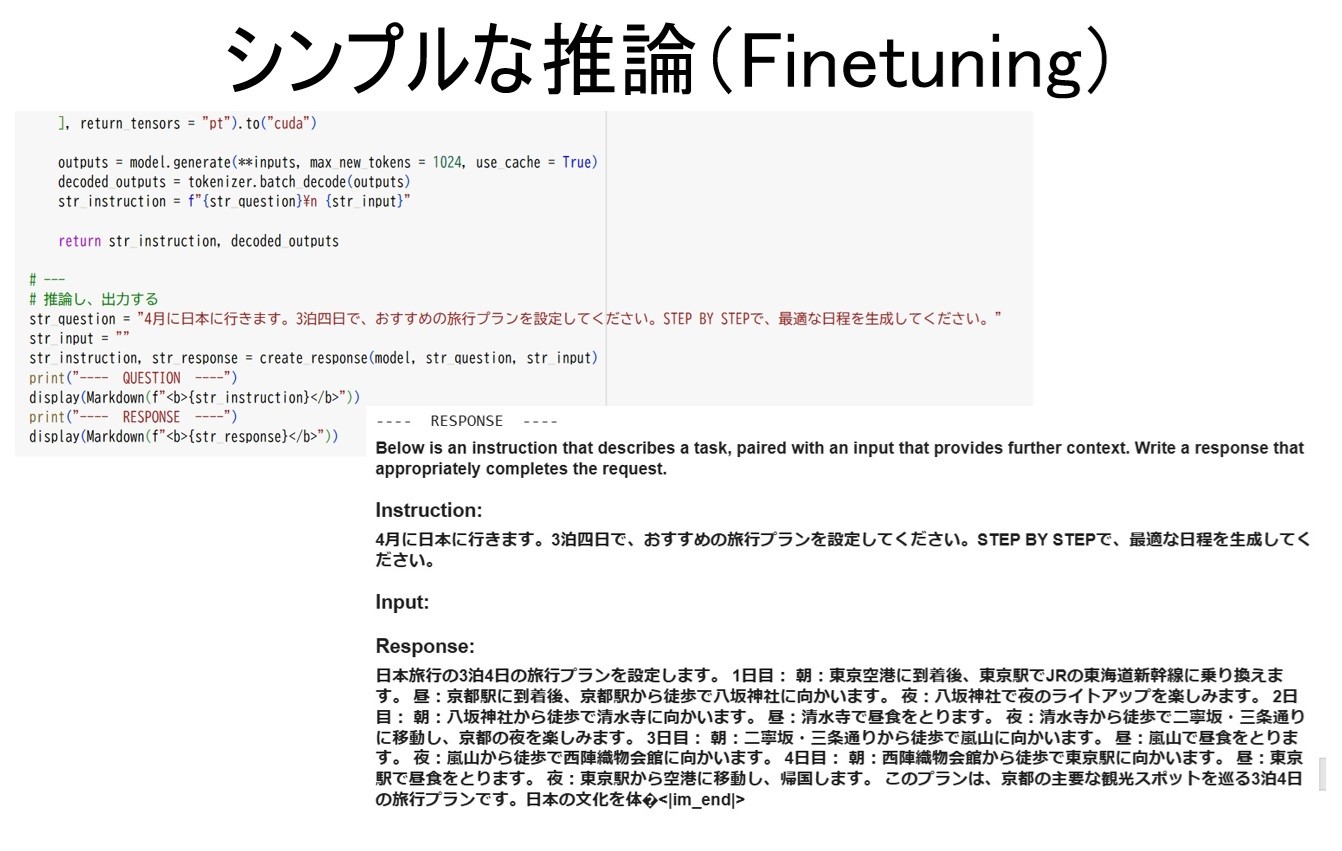 シンプルな推論（Finetuning）
], return_tensors = "pt").to("cuda")
outputs = model.generate(**inputs, max_new_tokens = 1024, use_cache = True)
decoded_outputs = tokenizer.batch_decode(outputs)
str_instruction = f"{str_question}¥n {str_input}"
return str_instruction, decoded_outputs
# ---
# 推論し、出力する
str_question = "4月に日本に行きます。3泊四日で、おすすめの旅行プランを設定してください。STEP BY STEPで、最適な日程を生成してください。"
str_input = ""
str_instruction, str_response = create_response(model, str_question, str_input)
print("---- QUESTION ----")
display(Markdown(f"<b>{str_instruction}</b>"))
print("---- RESPONSE ----")
display(Markdown(f"<b>{str_response}</b>"))
---- RESPONSE ----
Below is an instruction that describes a task, paired with an input that provides further context. Write a response that
appropriately completes the request.
Instruction:
4月に日本に行きます。3泊四日で、おすすめの旅行プランを設定してください。STEP BY STEPで、最適な日程を生成してく
ださい。
Input:
Response:
日本旅行の3泊4日の旅行プランを設定します。 1日目： 朝：東京空港に到着後、東京駅でJRの東海道新幹線に乗り換えま
す。 昼：京都駅に到着後、京都駅から徒歩で八坂神社に向かいます。 夜：八坂神社で夜のライトアップを楽しみます。 2日
目： 朝：八坂神社から徒歩で清水寺に向かいます。 昼：清水寺で昼食をとります。 夜：清水寺から徒歩で二寧坂・三条通り
に移動し、京都の夜を楽しみます。 3日目： 朝：二寧坂・三条通りから徒歩で嵐山に向かいます。 昼：嵐山で昼食をとりま
す。 夜：嵐山から徒歩で西陣織物会館に向かいます。 4日目： 朝：西陣織物会館から徒歩で東京駅に向かいます。 昼：東京
駅で昼食をとります。 夜：東京駅から空港に移動し、帰国します。 このプランは、京都の主要な観光スポットを巡る3泊4日
の旅行プランです。日本の文化を体�<|im_end|>